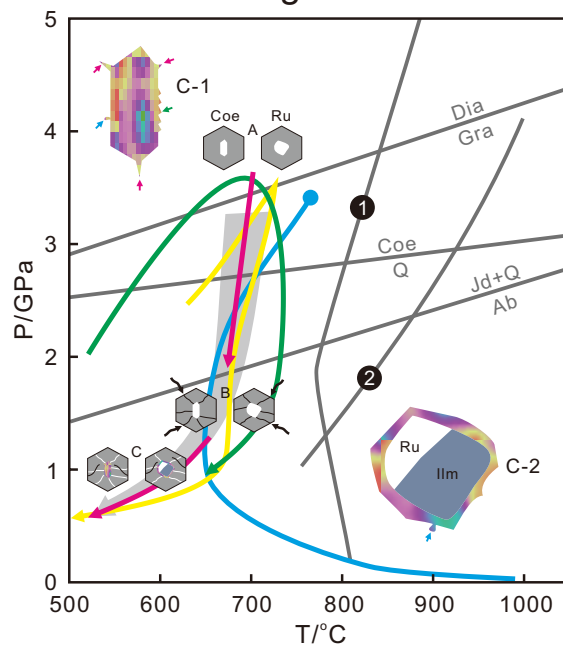 5
4
3
2
1
0
P/GPa
500
600
700
800
900
1000
T/°C
C-1
Coe
A
Ru
Dia
Gra
1
Coe
Q
Jd+Q
Ab
2
B
C
Ru
Ilm
C-2